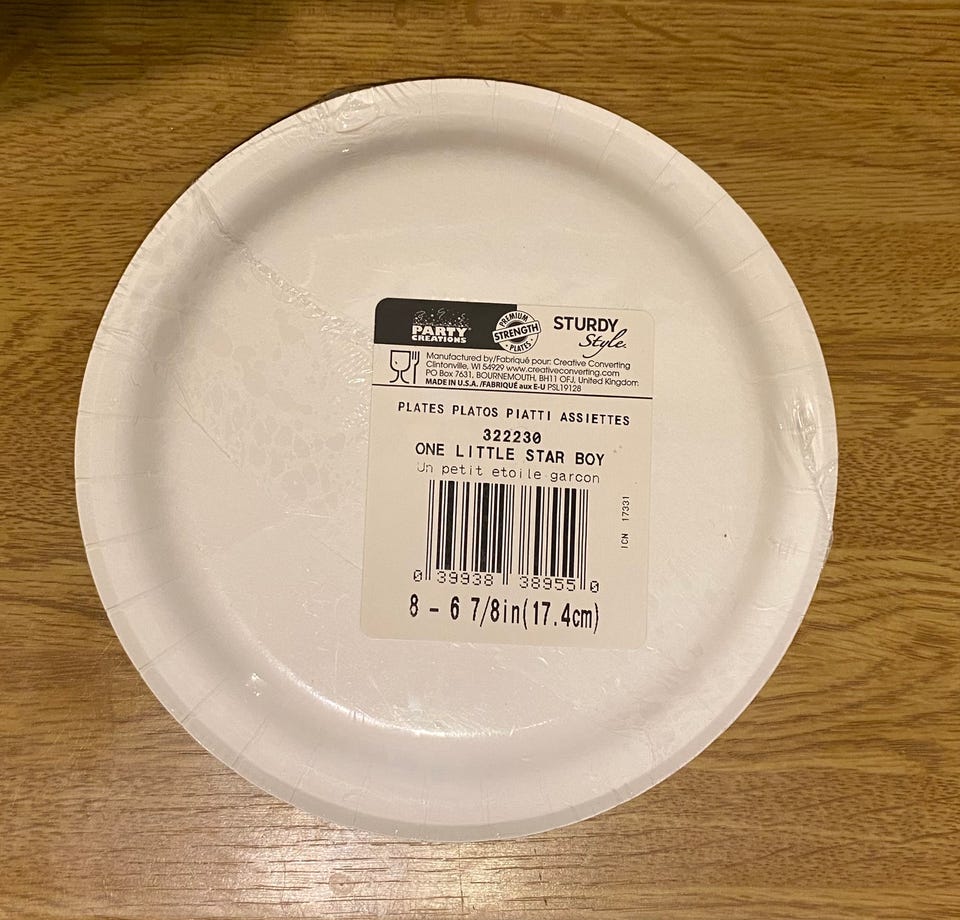 PARTY
CREATIONS
PREMIUM
STRENGTH
PLATES
STURDY
Style.
Manufactured by/Fabriqué pour: Creative Converting
Clintonville, WI 54929 www.creativeconverting.com
PO Box 7631, BOURNEMOUTH, BH11 OFJ, United Kingdom
MADE IN U.S.A. /FABRIQUÉ aux E-U PSL19128
PLATES PLATOS PIATTI ASSIETTES
322230
ONE LITTLE STAR BOY
Un petit etoile garcon
ICN 17331
0 39938 38955 0
8 - 6 7/8in(17.4cm)